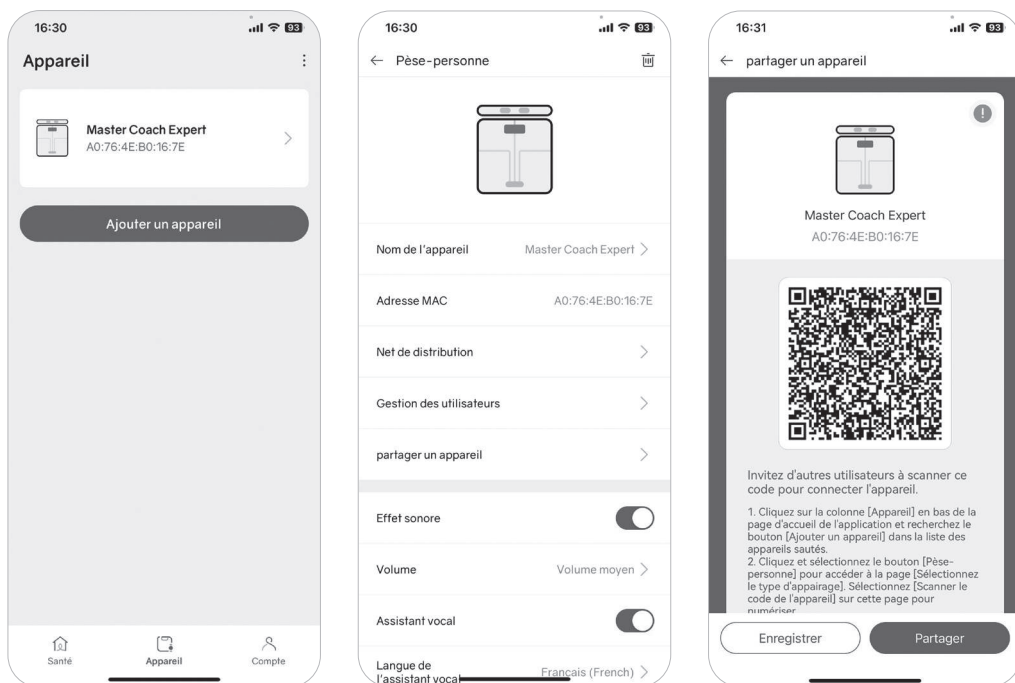 16:30
93
Appareil
Master Coach Expert
A0:76:4E:B0:16:7E
Ajouter un appareil
Santé
Appareil
Compte
16:30
93
Pèse-personne
Nom de l'appareil Master Coach Expert
Adresse MAC A0:76:4E:B0:16:7E
Net de distribution
Gestion des utilisateurs
partager un appareil
Effet sonore
Volume Volume moyen
Assistant vocal
Langue de
l'assistant vocal Francais (French)
16:31
93
partager un appareil
Master Coach Expert
A0:76:4E:B0:16:7E
Invitez d'autres utilisateurs à scanner ce
code pour connecter l'appareil.
1. Cliquez sur la colonne [Appareil] en bas de la
page d'accueil de l'application et recherchez le
bouton [Ajouter un appareil] dans la liste des
appareils sautés.
2. Cliquez et sélectionnez le bouton [Pèse-
personne] pour accéder à la page [Sélectionnez
le type d'appairage]. Sélectionnez [Scanner le
code de l'appareil] sur cette page pour
numériser
Enregistrer
Partager